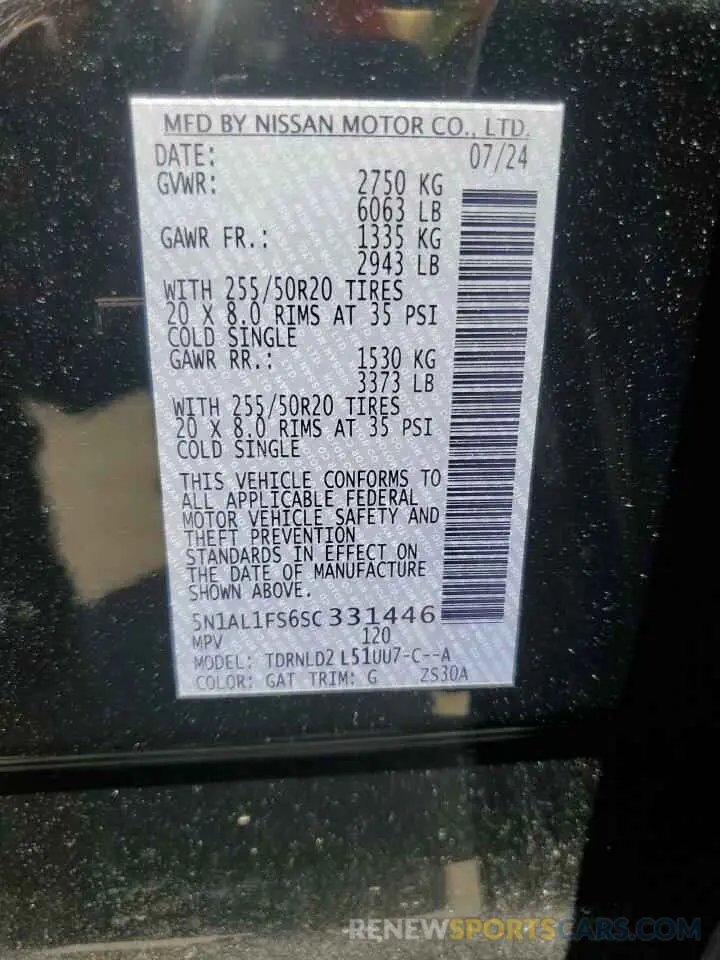 MFD BY NISSAN MOTOR CO., LTD.
DATE: 07/24
GVWR: 2750 KG
6063 LB
GAWR FR.: 1335 KG
2943 LB
WITH 255/50R20 TIRES
20 X 8.0 RIMS AT 35 PSI
COLD SINGLE
GAWR RR.: 1530 KG
3373 LB
WITH 255/50R20 TIRES
20 X 8.0 RIMS AT 35 PSI
COLD SINGLE
THIS VEHICLE CONFORMS TO
ALL APPLICABLE FEDERAL
MOTOR VEHICLE SAFETY AND
THEFT PREVENTION
STANDARDS IN EFFECT ON
THE DATE OF MANUFACTURE
SHOWN ABOVE.
5N1AL1FS6SC331446
MPV 120
MODEL: TDRNLD2 L51UU7-C--A
COLOR: GAT TRIM: G ZS30A
RENEWSPORTSCARS.COM